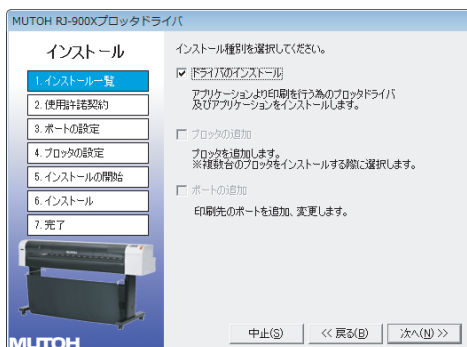 MUTOH RJ-900Xプロッタドライバ
インストール
1.インストール一覧
2.使用許諾契約
3.ポートの設定
4.プロッタの設定
5.インストールの開始
6.インストール
7.完了
MUTOH
インストール種別を選択してください。
ドライバのインストール
アプリケーションより印刷を行う為のプロッタドライバ
及びアプリケーションをインストールします。
プロッタの追加
プロッタを追加します。
※複数台のプロッタをインストールする際に選択します。
ポートの追加
印刷先のポートを追加、変更します。
中止(S)
<< 戻る(B)
次へ(N) >>